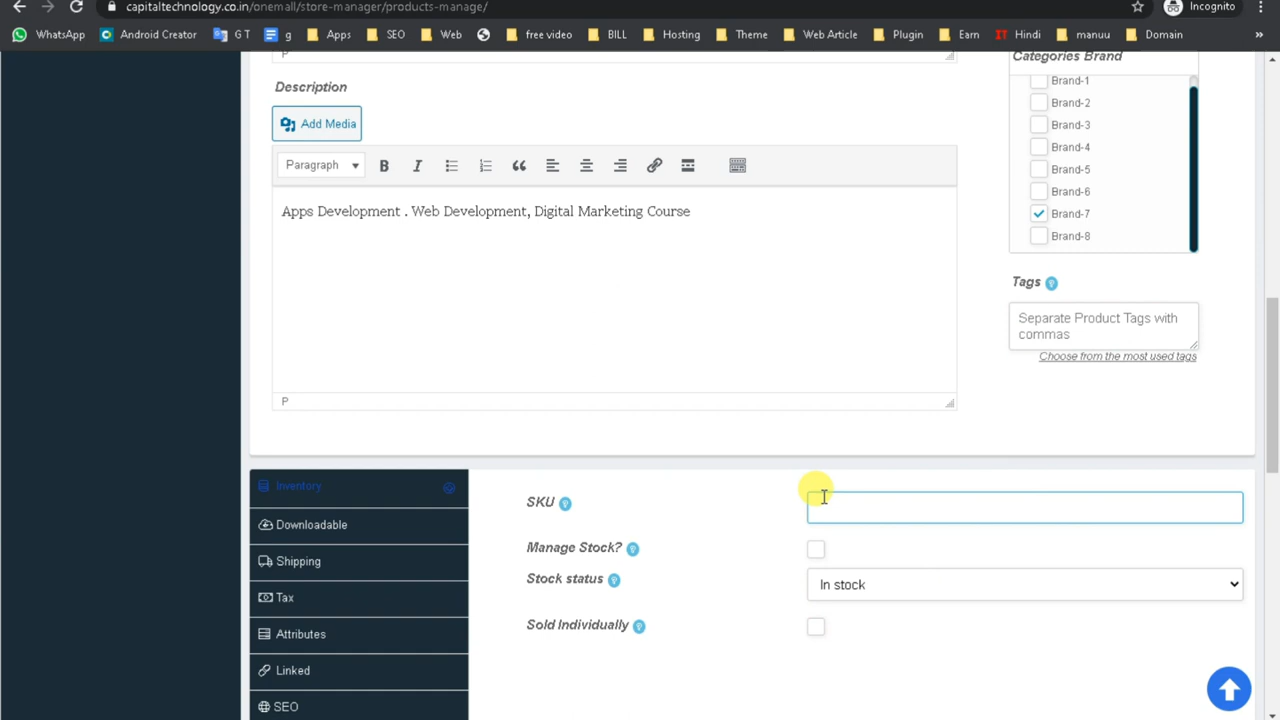 capitaltechnology.co.in/onemall/store-manager/products-manage/
Incognito
WhatsApp
Android Creator
G T
g
Apps
SEO
Web
free video
BILL
Hosting
Theme
Web Article
Plugin
Earn
Hindi
manuu
Domain
»
P
Categories Brand
Brand-1
Brand-2
Brand-3
Brand-4
Brand-5
Brand-6
Brand-7
Brand-8
Description
Add Media
Paragraph
Apps Development . Web Development, Digital Marketing Course
P
Tags
Separate Product Tags with
commas
Choose from the most used tags
Inventory
Downloadable
Shipping
Tax
Attributes
Linked
SEO
SKU
Manage Stock?
Stock status
In stock
Sold Individually